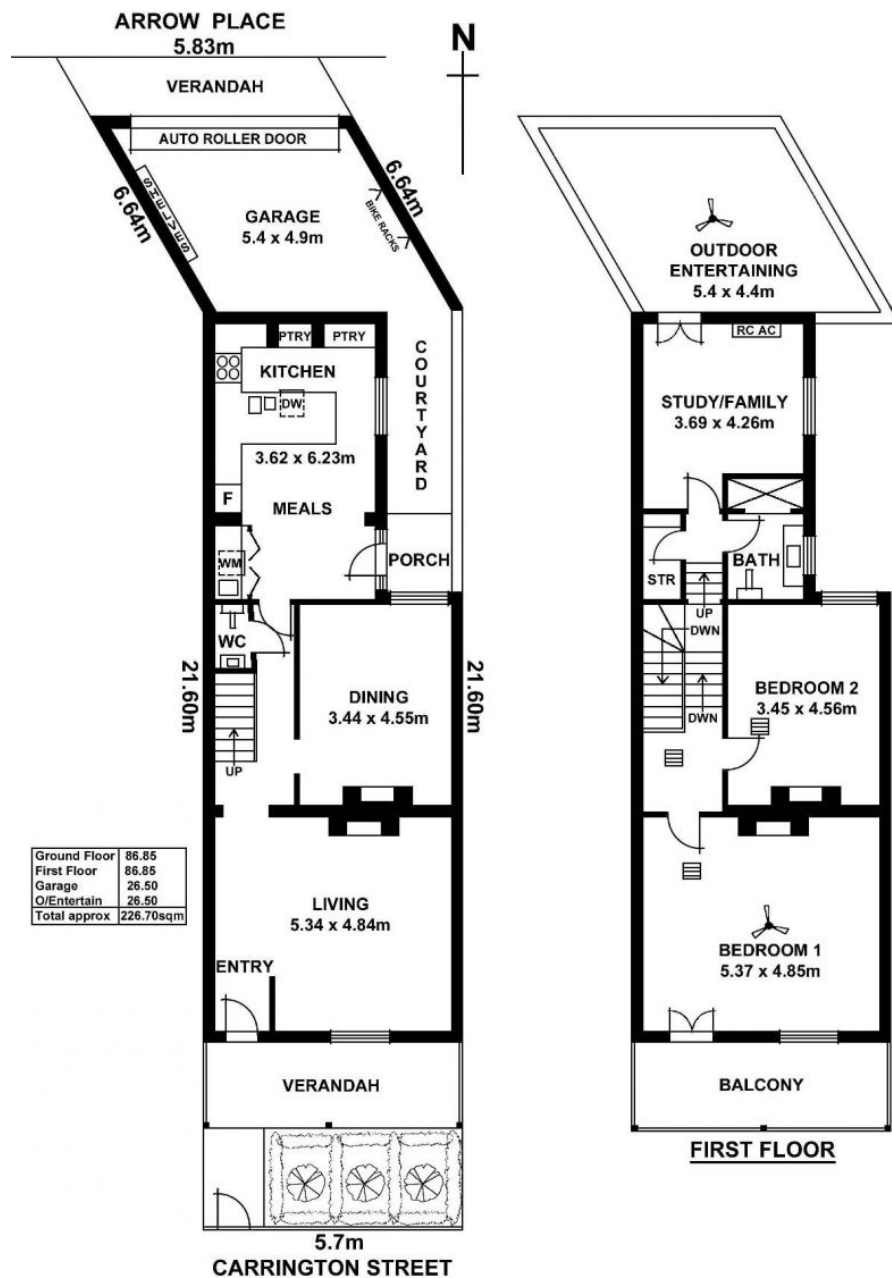 ARROW PLACE
5.83m
N
VERANDAH
AUTO ROLLER DOOR
SHELVES
6.64m
6.64m
BIKE RACKS
GARAGE
5.4 x 4.9m
PTRY
PTRY
KITCHEN
DW
3.62 x 6.23m
F
MEALS
COURTYARD
WM
PORCH
WC
21.60m
21.60m
DINING
3.44 x 4.55m
UP
LIVING
5.34 x 4.84m
ENTRY
VERANDAH
5.7m
CARRINGTON STREET
Ground Floor 86.85
First Floor 86.85
Garage 26.50
O/Entertain 26.50
Total approx 226.70sqm
OUTDOOR
ENTERTAINING
5.4 x 4.4m
RC AC
STUDY/FAMILY
3.69 x 4.26m
STR
BATH
UP
DWN
DWN
BEDROOM 2
3.45 x 4.56m
BEDROOM 1
5.37 x 4.85m
BALCONY
FIRST FLOOR